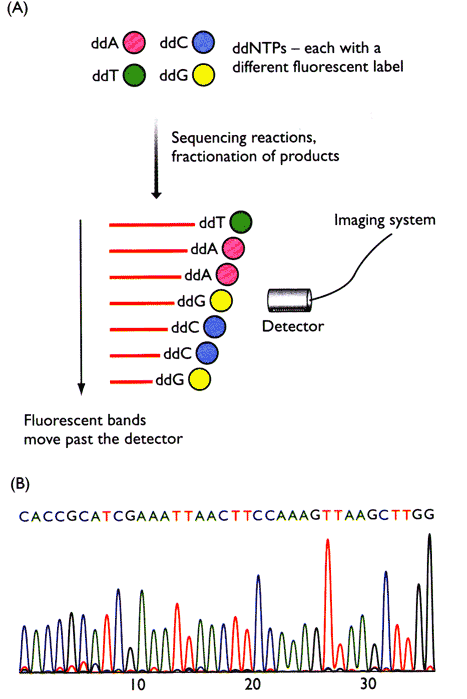 (A)
ddA ddC ddNTPs – each with a
ddT ddG different fluorescent label
Sequencing reactions,
fractionation of products
ddT
Imaging system
ddA
ddA
ddG
Detector
ddC
ddC
ddG
Fluorescent bands
move past the detector
(B)
CACCGCATCGAAATTAACTTCCAAAGTTAAGCTTGG
10 20 30